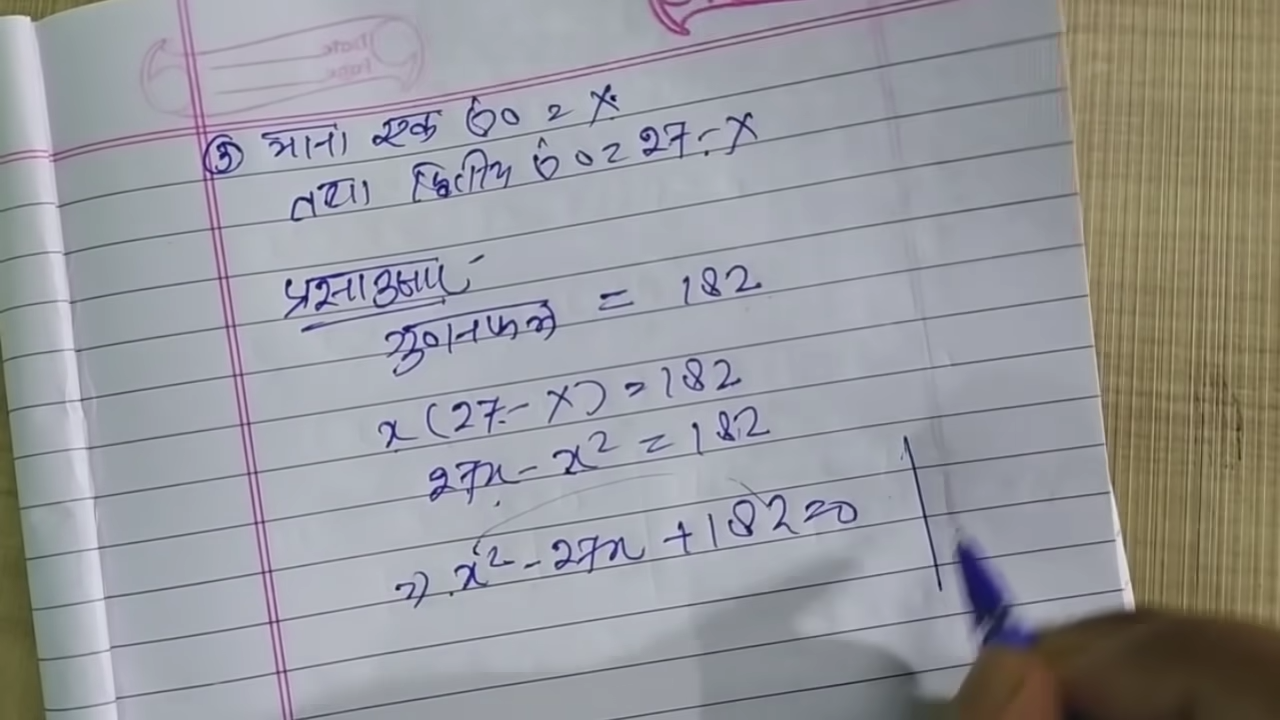 ③ माना एक सं० = x
तथा द्वितीय सं० = 27 - x
प्रश्नानुसार -
गुणनफल = 182
x(27 - x) = 182
27x - x² = 182
⇒ x² - 27x + 182 = 0